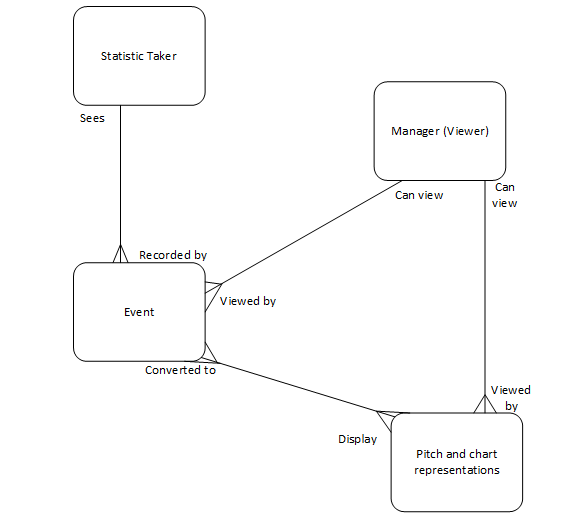 Statistic Taker
Sees
Manager (Viewer)
Can view
Can
view
Recorded by
Viewed by
Event
Converted to
Viewed
by
Display
Pitch and chart
representations